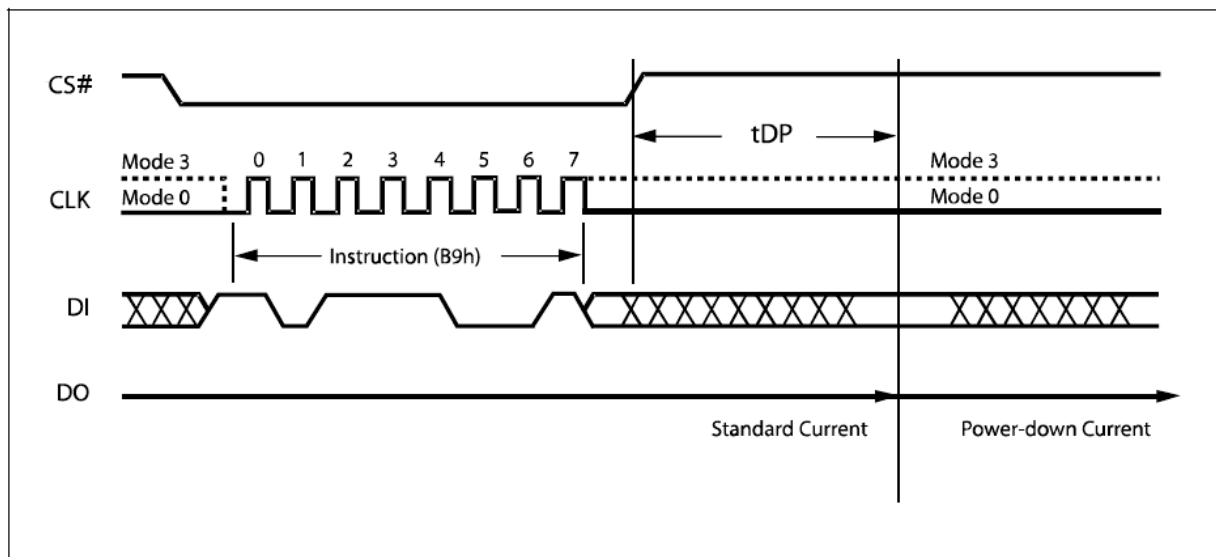 CS#
tDP
Mode 3
0 1 2 3 4 5 6 7
Mode 3
CLK
Mode 0
Mode 0
Instruction (B9h)
DI
DO
Standard Current
Power-down Current